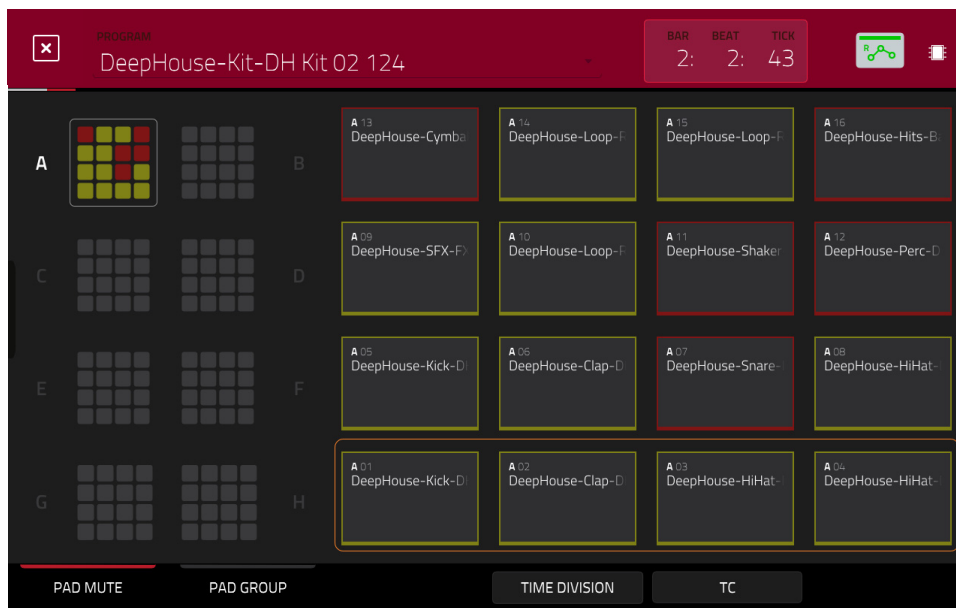 PROGRAM
DeepHouse-Kit-DH Kit 02 124
BAR BEAT TICK
2: 2: 43
R
A
B
C
D
E
F
G
H
A 13
DeepHouse-Cymba
A 14
DeepHouse-Loop-R
A 15
DeepHouse-Loop-R
A 16
DeepHouse-Hits-Ba
A 09
DeepHouse-SFX-FX
A 10
DeepHouse-Loop-R
A 11
DeepHouse-Shaker
A 12
DeepHouse-Perc-D
A 05
DeepHouse-Kick-D
A 06
DeepHouse-Clap-D
A 07
DeepHouse-Snare-
A 08
DeepHouse-HiHat-
A 01
DeepHouse-Kick-D
A 02
DeepHouse-Clap-D
A 03
DeepHouse-HiHat-
A 04
DeepHouse-HiHat-
PAD MUTE
PAD GROUP
TIME DIVISION
TC